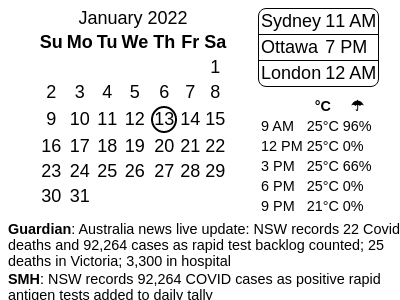 January 2022
Su Mo Tu We Th Fr Sa
1
2 3 4 5 6 7 8
9 10 11 12 13 14 15
16 17 18 19 20 21 22
23 24 25 26 27 28 29
30 31
Sydney 11 AM
Ottawa 7 PM
London 12 AM
°C ☂
9 AM 25°C 96%
12 PM 25°C 0%
3 PM 25°C 66%
6 PM 25°C 0%
9 PM 21°C 0%
Guardian: Australia news live update: NSW records 22 Covid
deaths and 92,264 cases as rapid test backlog counted; 25
deaths in Victoria; 3,300 in hospital
SMH: NSW records 92,264 COVID cases as positive rapid
antigen tests added to daily tally